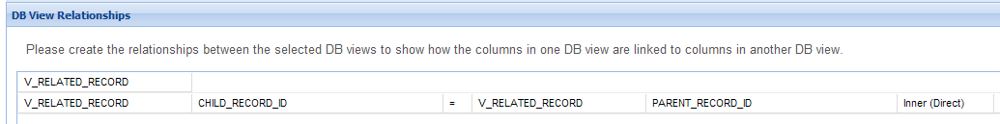 DB View Relationships
Please create the relationships between the selected DB views to show how the columns in one DB view are linked to columns in another DB view.
V_RELATED_RECORD
V_RELATED_RECORD CHILD_RECORD_ID = V_RELATED_RECORD PARENT_RECORD_ID Inner (Direct)